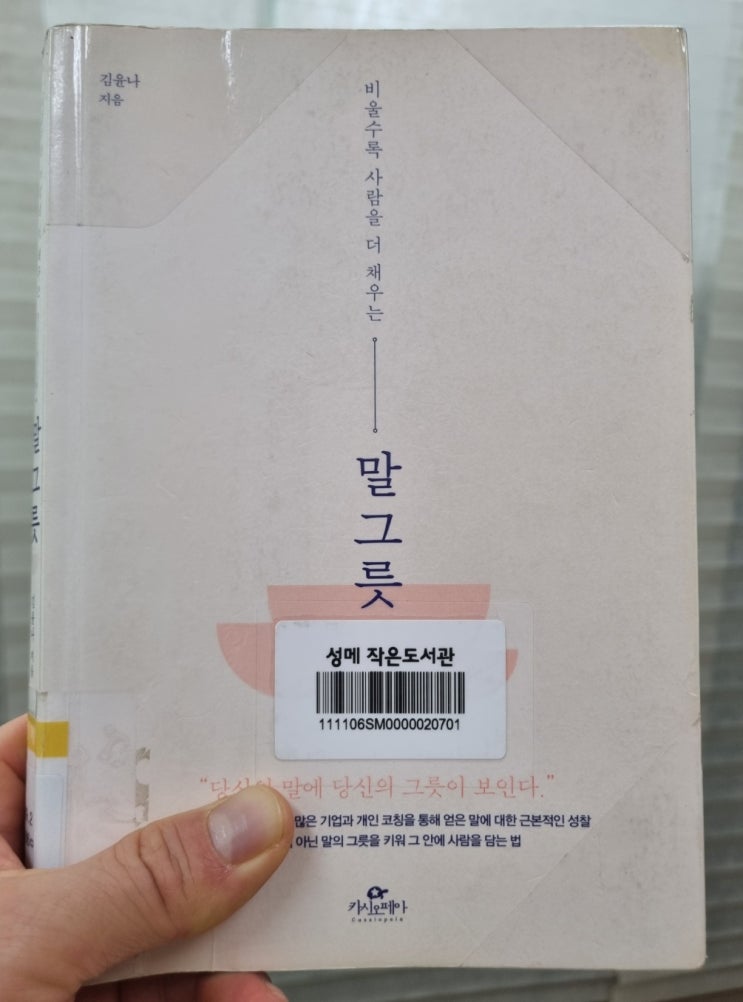 김윤나
지음
비울수록 사람을 더 채우는
말 그릇
말 그릇
성메 작은도서관
111106SM0000020701
말에 당신의 그릇이 보인다.”
많은 기업과 개인 코칭을 통해 얻은 말에 대한 근본적인 성찰
아닌 말의 그릇을 키워 그 안에 사람을 담는 법
카시오페아
Cassiopeia